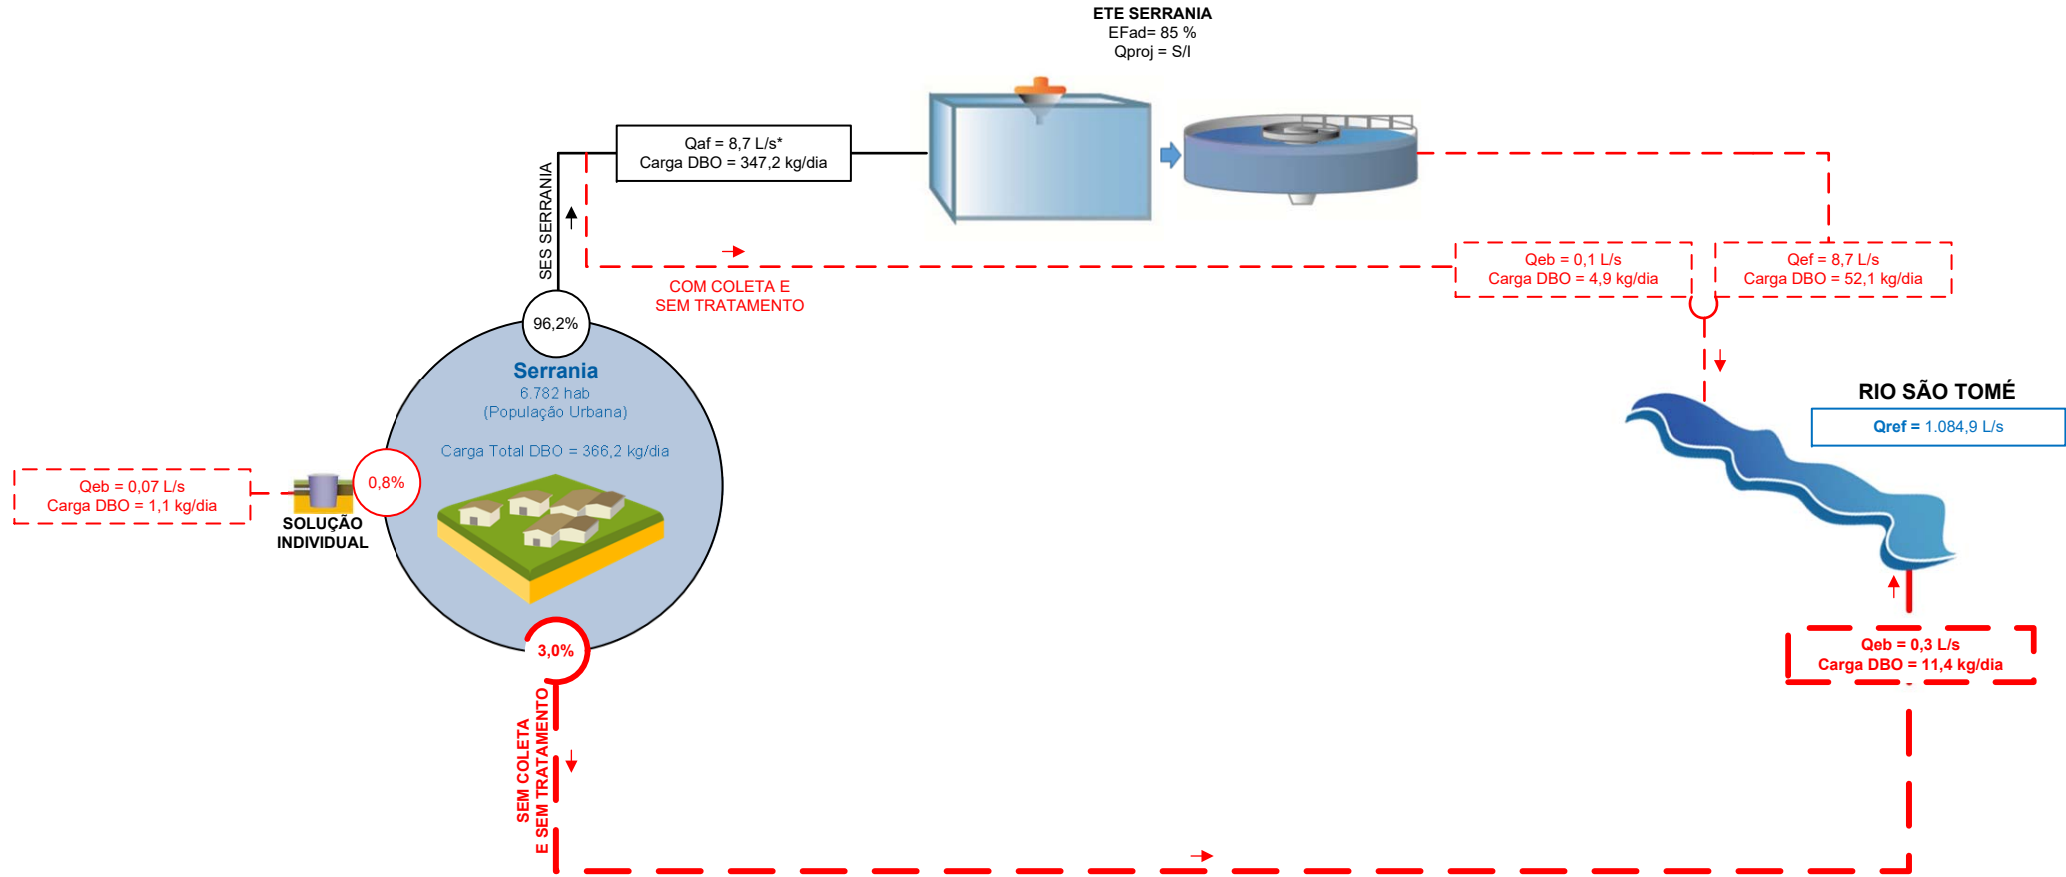 ETE SERRANIA
EFad= 85 %
Qproj = S/I
Qaf = 8,7 L/s*
Carga DBO = 347,2 kg/dia
SES SERRANIA
COM COLETA E
SEM TRATAMENTO
Qeb = 0,1 L/s
Carga DBO = 4,9 kg/dia
Qef = 8,7 L/s
Carga DBO = 52,1 kg/dia
96,2%
Serrania
6.782 hab
(População Urbana)
Carga Total DBO = 366,2 kg/dia
RIO SÃO TOMÉ
Qref = 1.084,9 L/s
Qeb = 0,07 L/s
Carga DBO = 1,1 kg/dia
SOLUÇÃO
INDIVIDUAL
0,8%
3,0%
SEM COLETA
E SEM TRATAMENTO
Qeb = 0,3 L/s
Carga DBO = 11,4 kg/dia